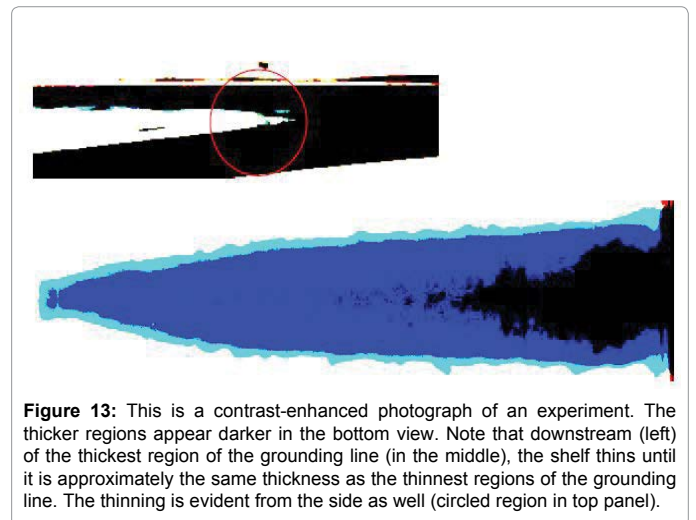 Figure 13: This is a contrast-enhanced photograph of an experiment. The
thicker regions appear darker in the bottom view. Note that downstream (left)
of the thickest region of the grounding line (in the middle), the shelf thins until
it is approximately the same thickness as the thinnest regions of the grounding
line. The thinning is evident from the side as well (circled region in top panel).